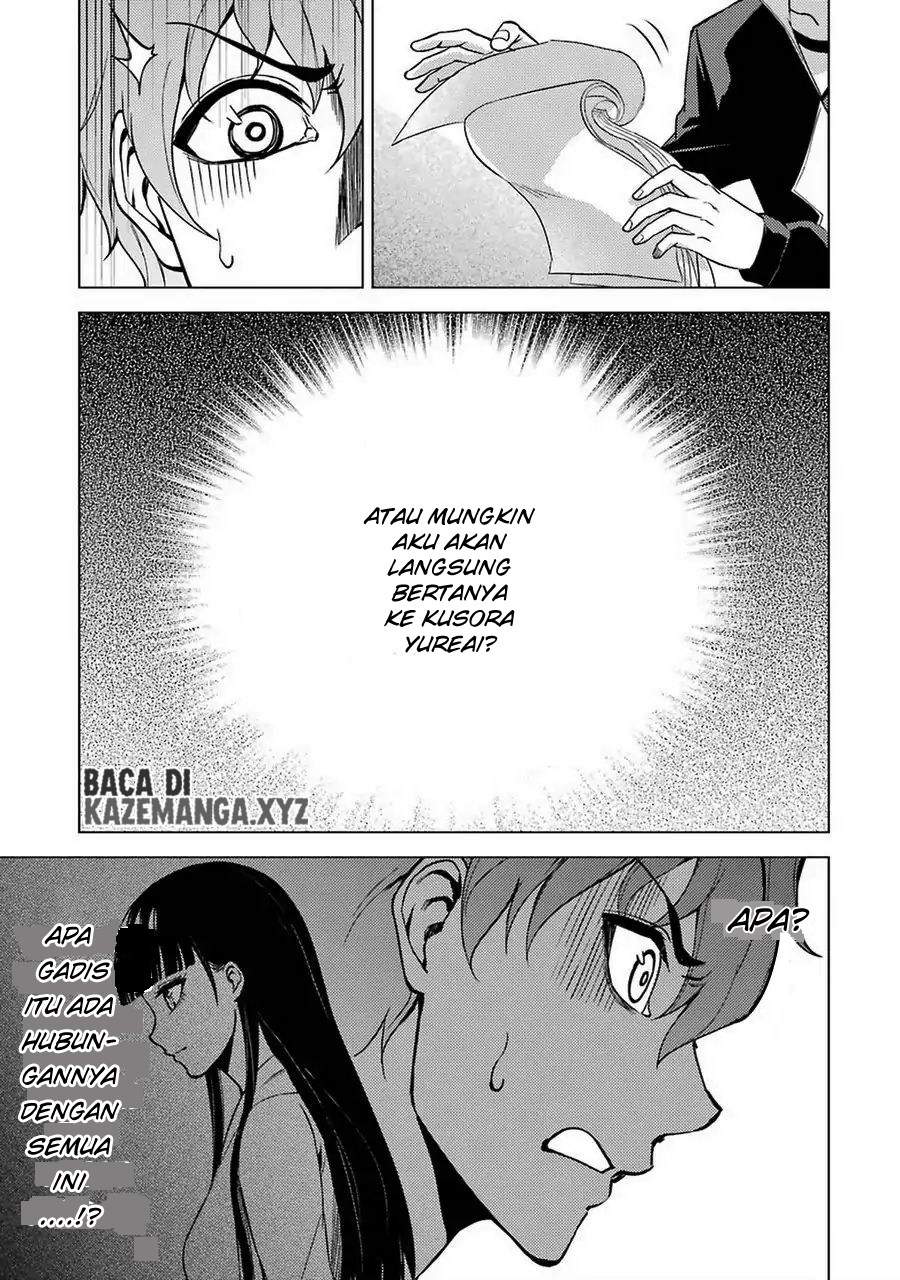 ATAU MUNGKIN
AKU AKAN
LANGSUNG
BERTANYA
KE KUSORA
YUREAI?
BACA DI
KAZEMANGA.XYZ
APA?
APA
GADIS
ITU ADA
HUBUN-
GANNYA
DENGAN
SEMUA
INI
....!?